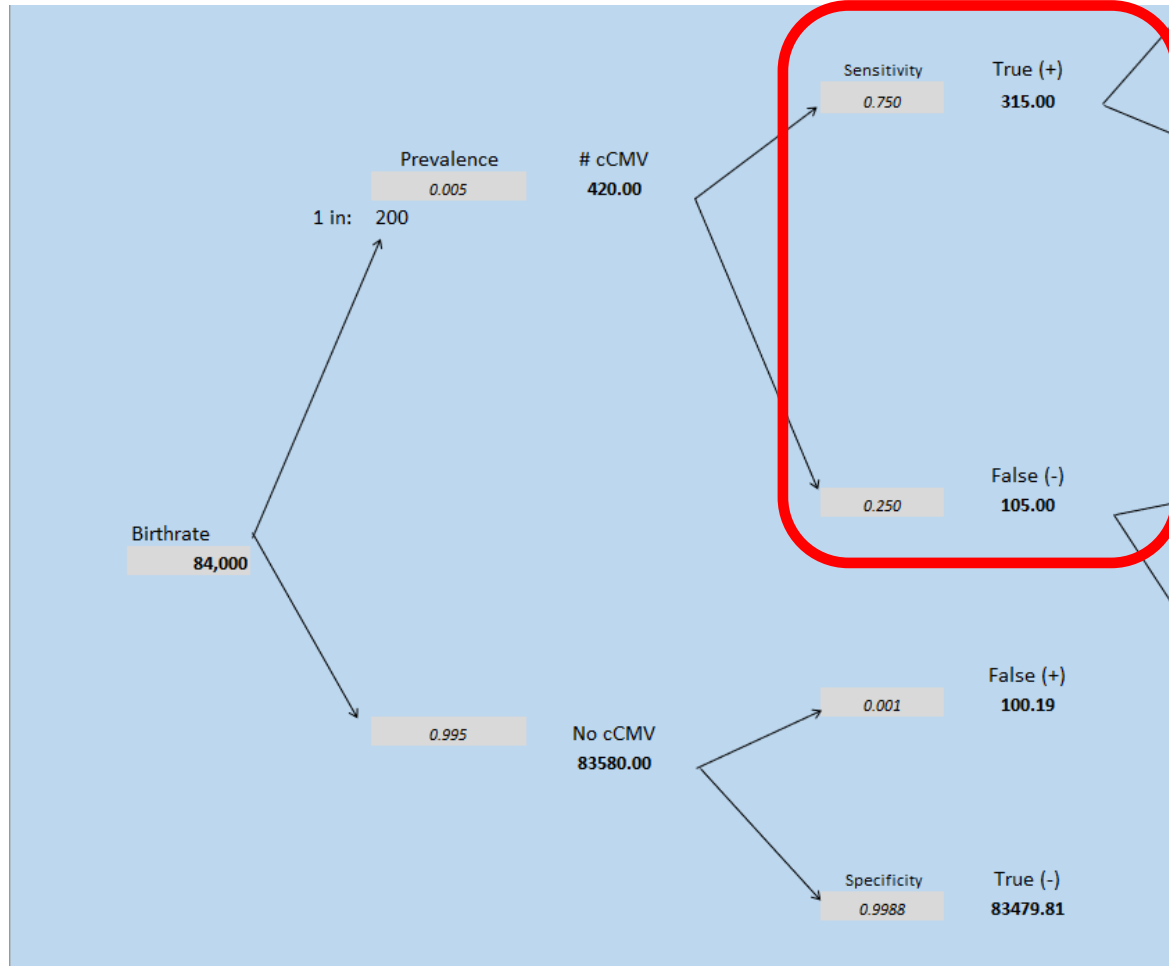 Sensitivity True (+)
0.750 315.00
Prevalence # cCMV
0.005 420.00
1 in: 200
False (-)
0.250 105.00
Birthrate
84,000
False (+)
0.001 100.19
0.995 No cCMV
83580.00
Specificity True (-)
0.9988 83479.81